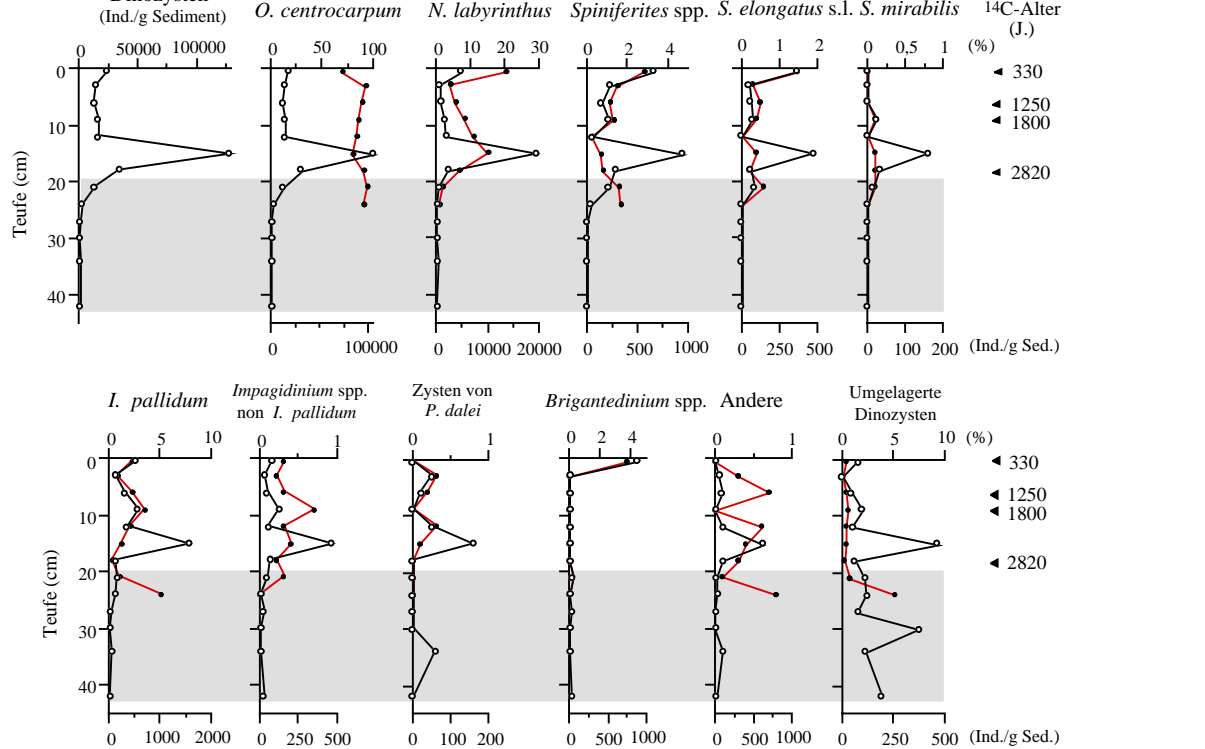 Dinozysten
(Ind./g Sediment)
O. centrocarpum
N. labyrinthus
Spiniferites spp.
S. elongatus s.l.
S. mirabilis
14C-Alter
(J.)
0 50000 100000
0 50 100
0 10 20 30
0 2 4
0 1 2
0 0,5 1
(%)
0
10
20
30
40
Teufe (cm)
330
1250
1800
2820
0 100000
0 10000 20000
0 500 1000
0 250 500
0 100 200
(Ind./g Sed.)
I. pallidum
Impagidinium spp.
non I. pallidum
Zysten von
P. dalei
Brigantedinium spp.
Andere
Umgelagerte
Dinozysten
0 5 10
0 1
0 1
0 2 4
0 1
0 5 10
(%)
0
10
20
30
40
Teufe (cm)
330
1250
1800
2820
0 1000 2000
0 250 500
0 100 200
0 500 1000
0 500 1000
0 250 500
(Ind./g Sed.)